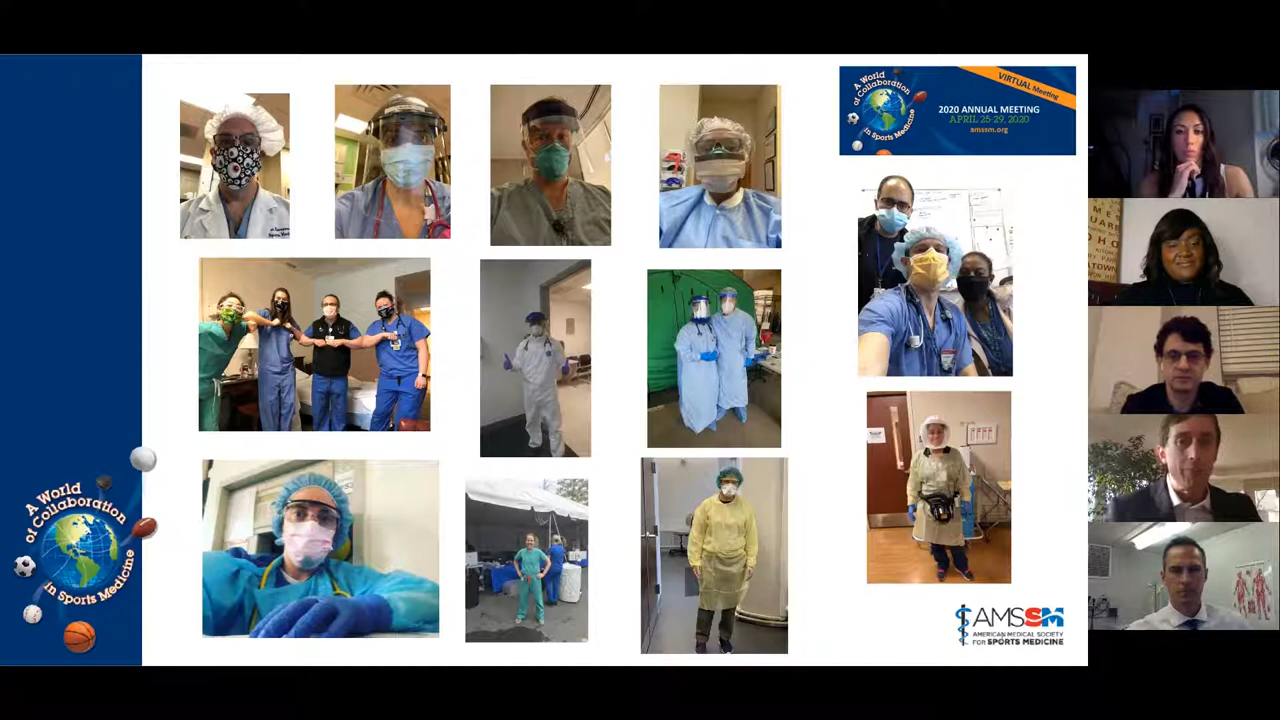 A World
of Collaboration
in Sports Medicine
VIRTUAL Meeting
2020 ANNUAL MEETING
APRIL 25-29, 2020
amssm.org
A World
of Collaboration
in Sports Medicine
AMSSM
AMERICAN MEDICAL SOCIETY
FOR SPORTS MEDICINE